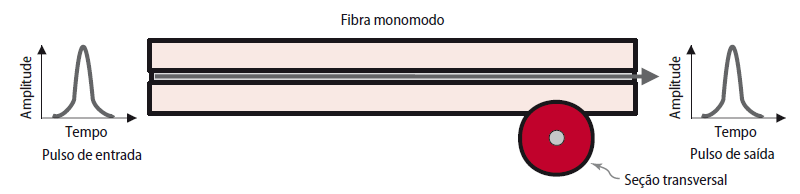 Fibra monomodo
Amplitude
Tempo
Pulso de entrada
Amplitude
Tempo
Pulso de saída
Seção transversal